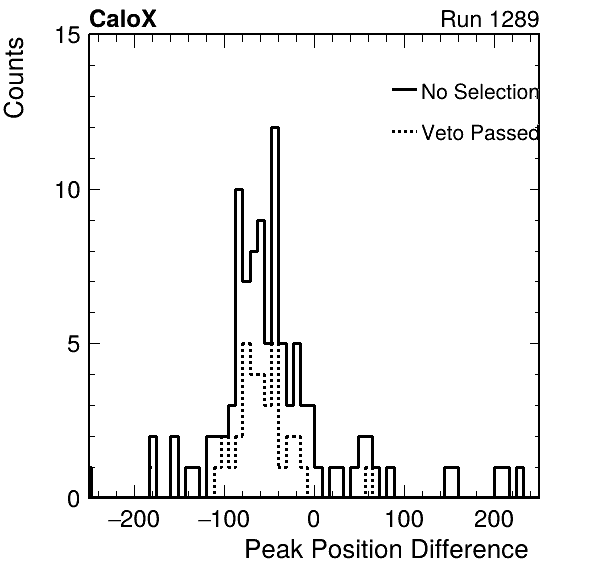 CaloX Run 1289
Counts
15
No Selection
Veto Passed
10
5
0
−200 −100 0 100 200
Peak Position Difference